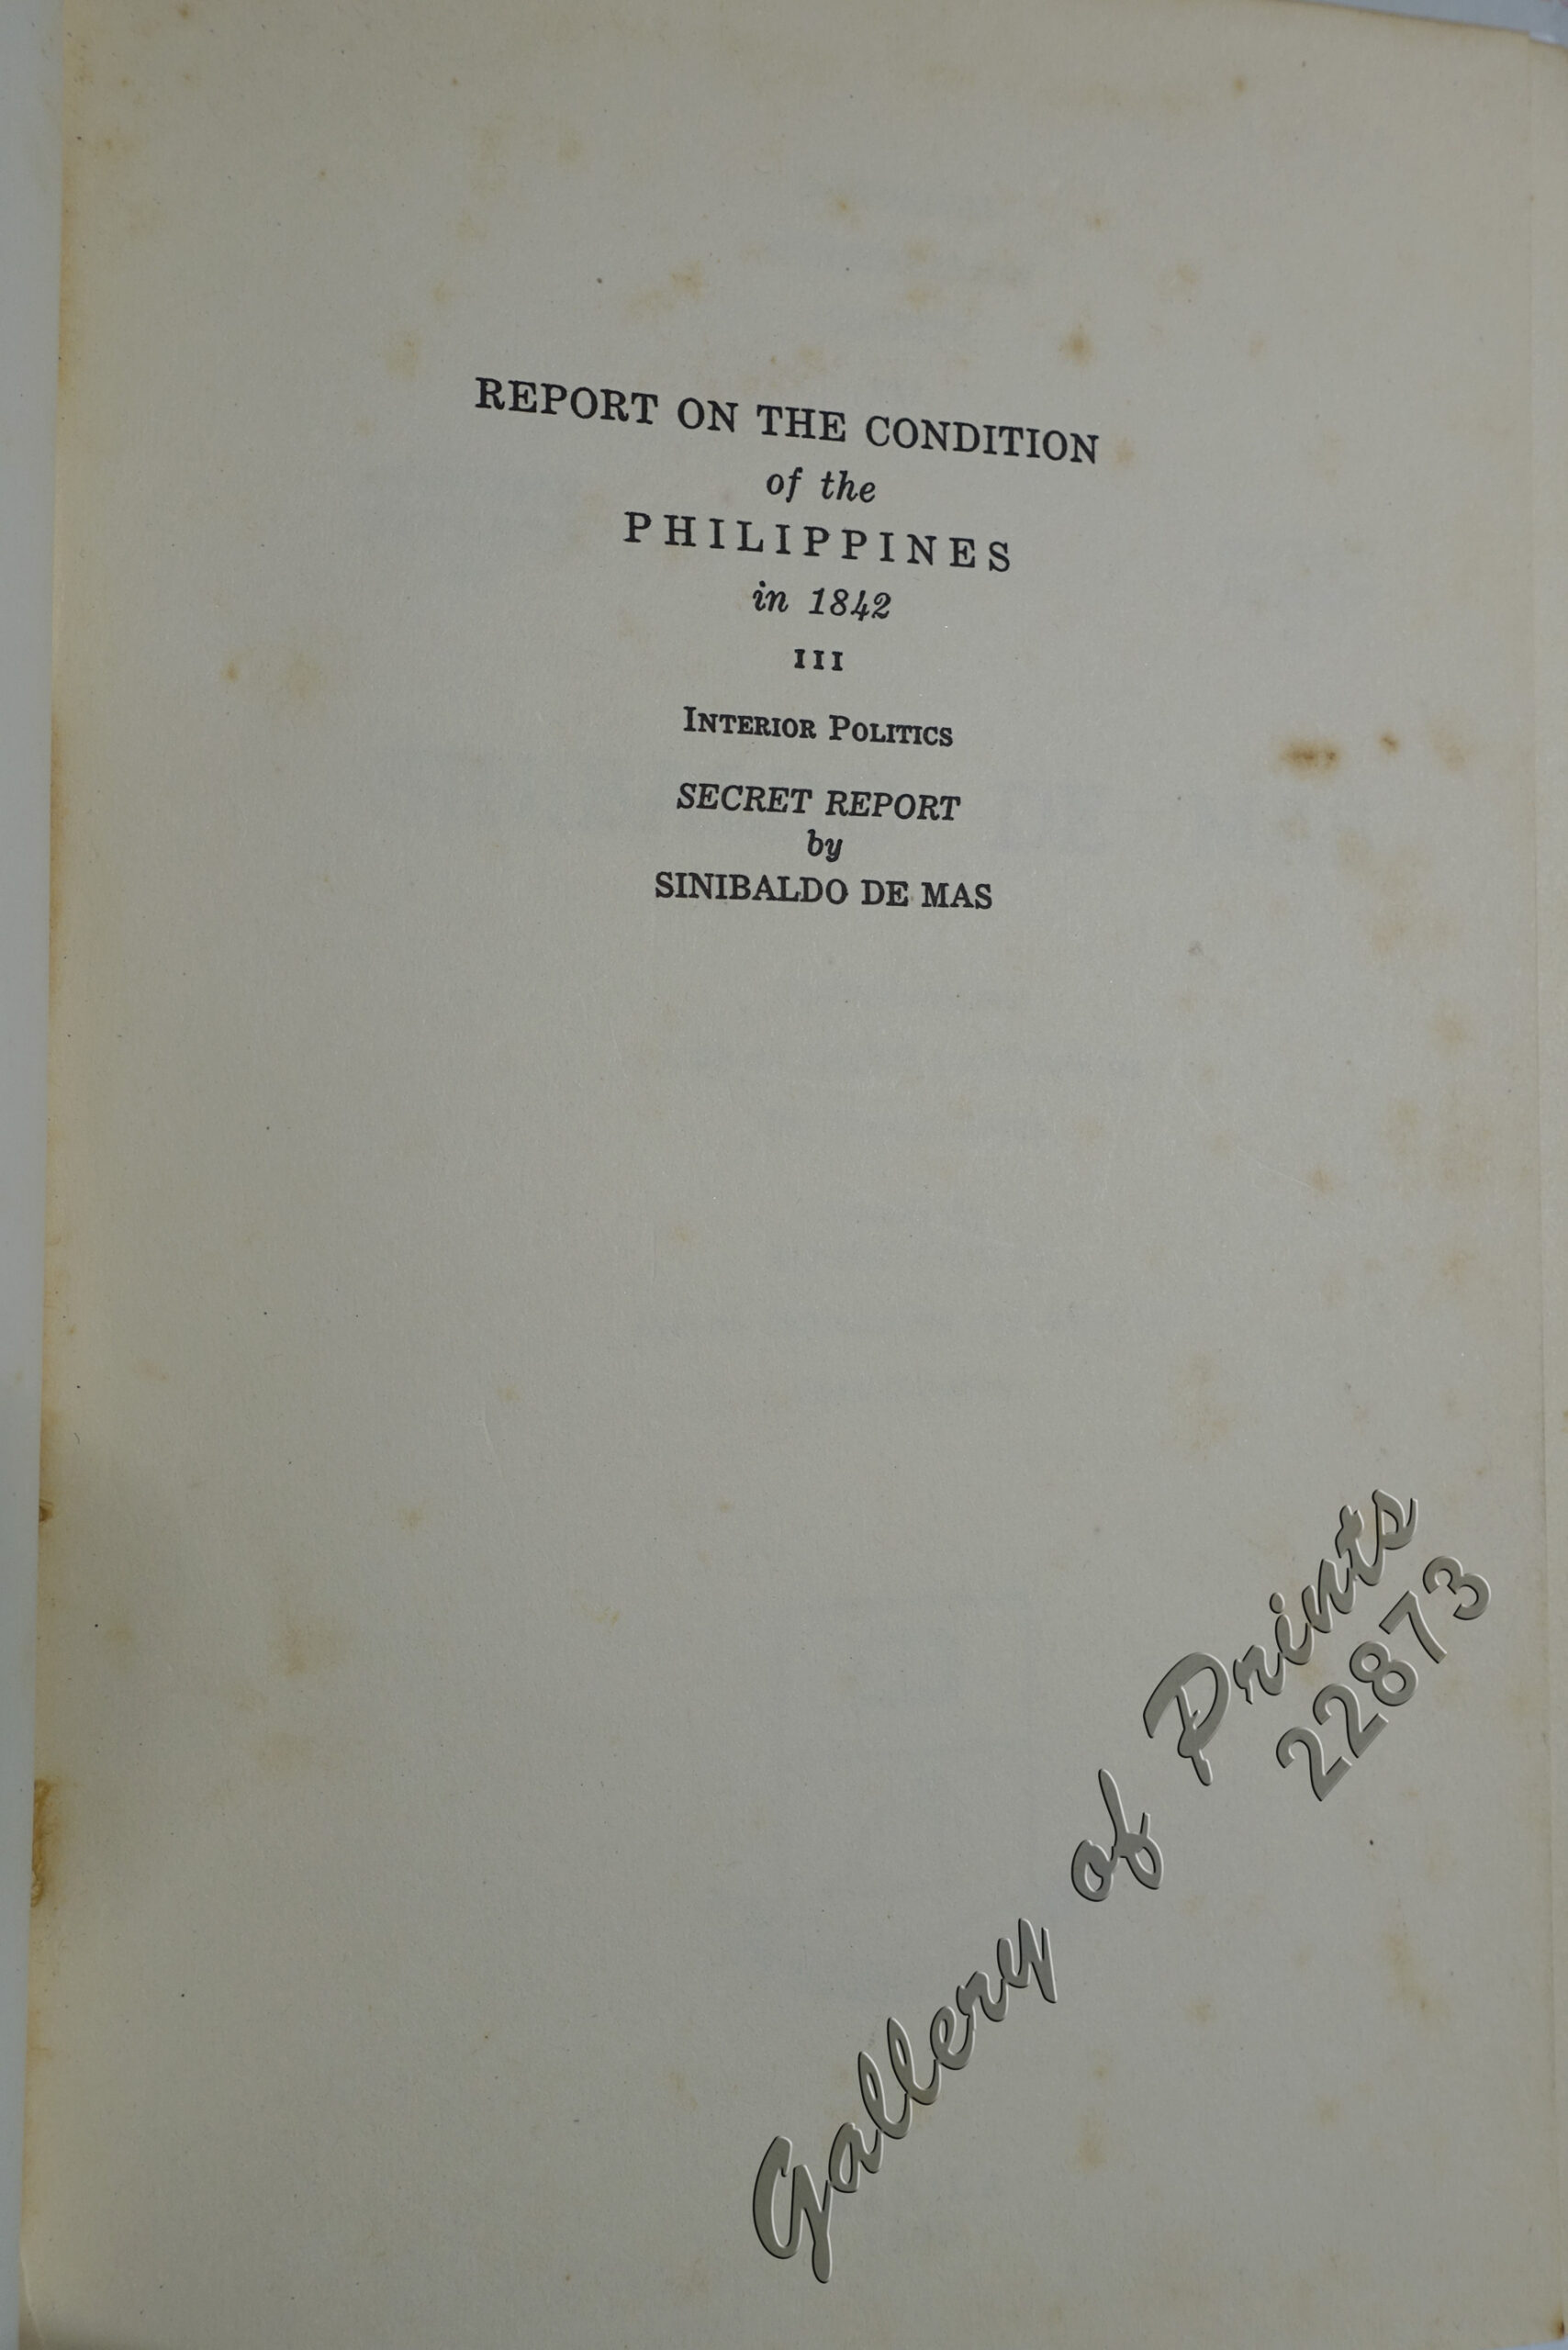 REPORT ON THE CONDITION
of the
PHILIPPINES
in 1842
III
INTERIOR POLITICS
SECRET REPORT
by
SINIBALDO DE MAS
Gallery of Prints
22873